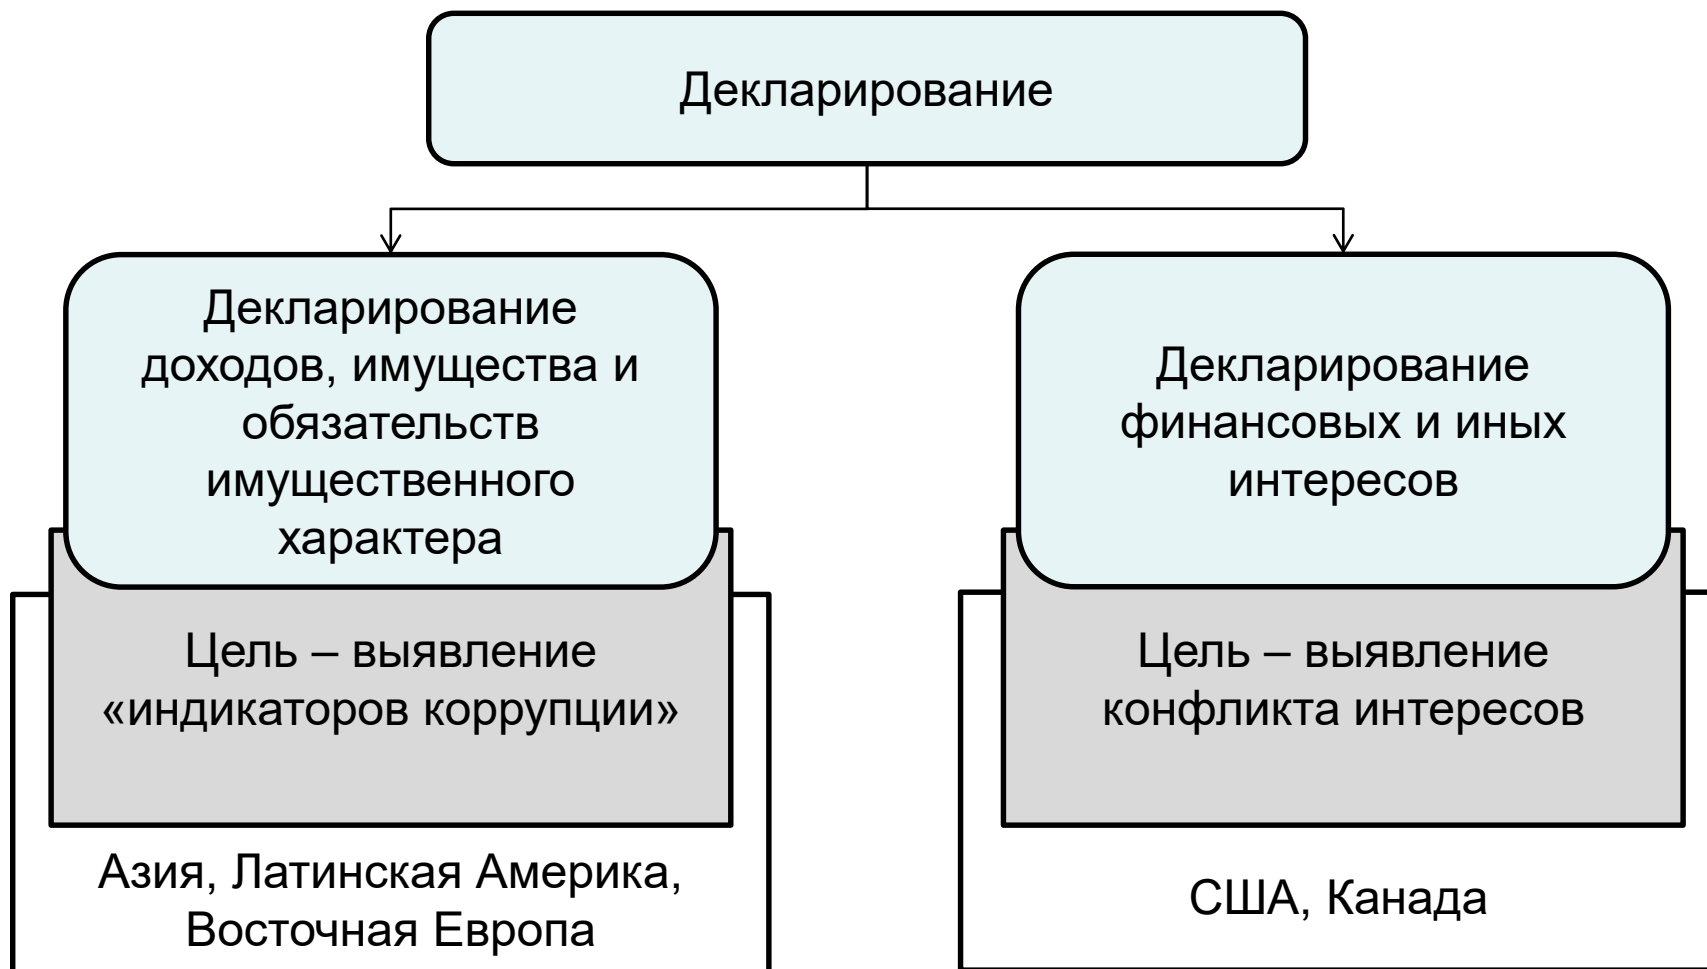 Декларирование
Декларирование
доходов, имущества и
обязательств
имущественного
характера
Цель – выявление
«индикаторов коррупции»
Азия, Латинская Америка,
Восточная Европа
Декларирование
финансовых и иных
интересов
Цель – выявление
конфликта интересов
США, Канада